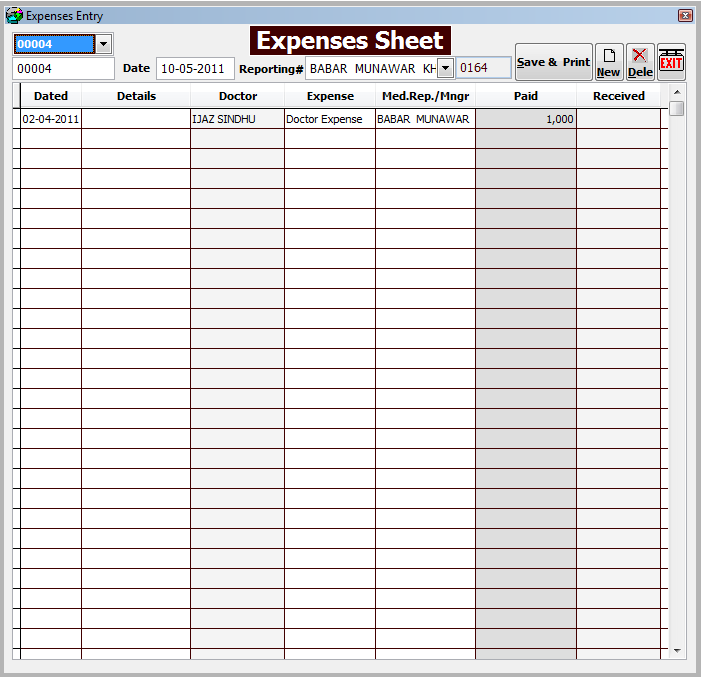 Expenses Entry
00004
Expenses Sheet
00004 Date 10-05-2011 Reporting# BABAR MUNAWAR 0164 Save & Print New Dele EXIT
Dated Details Doctor Expense Med.Rep./Mngr Paid Received
02-04-2011 IJAZ SINDHU Doctor Expense BABAR MUNAWAR 1,000